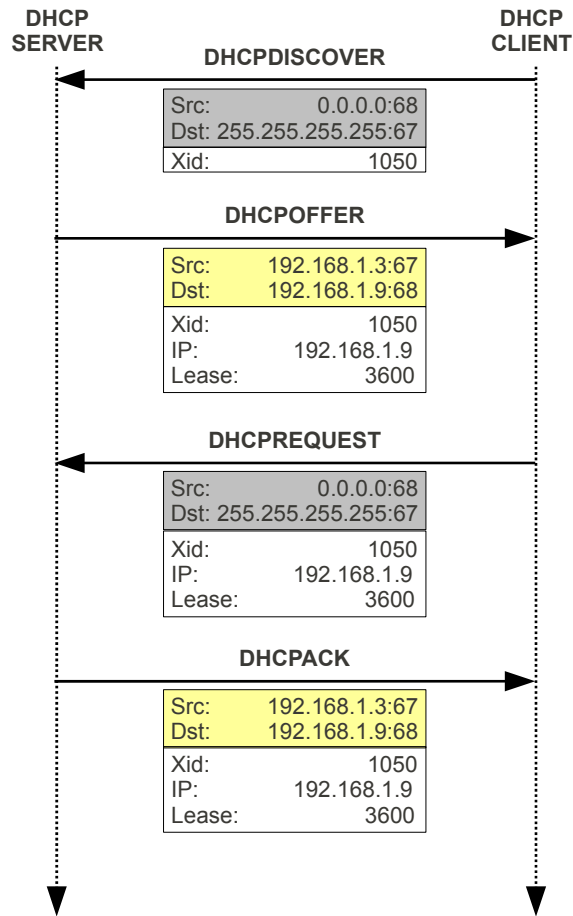 DHCP SERVER
DHCP CLIENT
DHCPDISCOVER
Src: 0.0.0.0:68
Dst: 255.255.255.255:67
Xid: 1050
DHCPOFFER
Src: 192.168.1.3:67
Dst: 192.168.1.9:68
Xid: 1050
IP: 192.168.1.9
Lease: 3600
DHCPREQUEST
Src: 0.0.0.0:68
Dst: 255.255.255.255:67
Xid: 1050
IP: 192.168.1.9
Lease: 3600
DHCPACK
Src: 192.168.1.3:67
Dst: 192.168.1.9:68
Xid: 1050
IP: 192.168.1.9
Lease: 3600